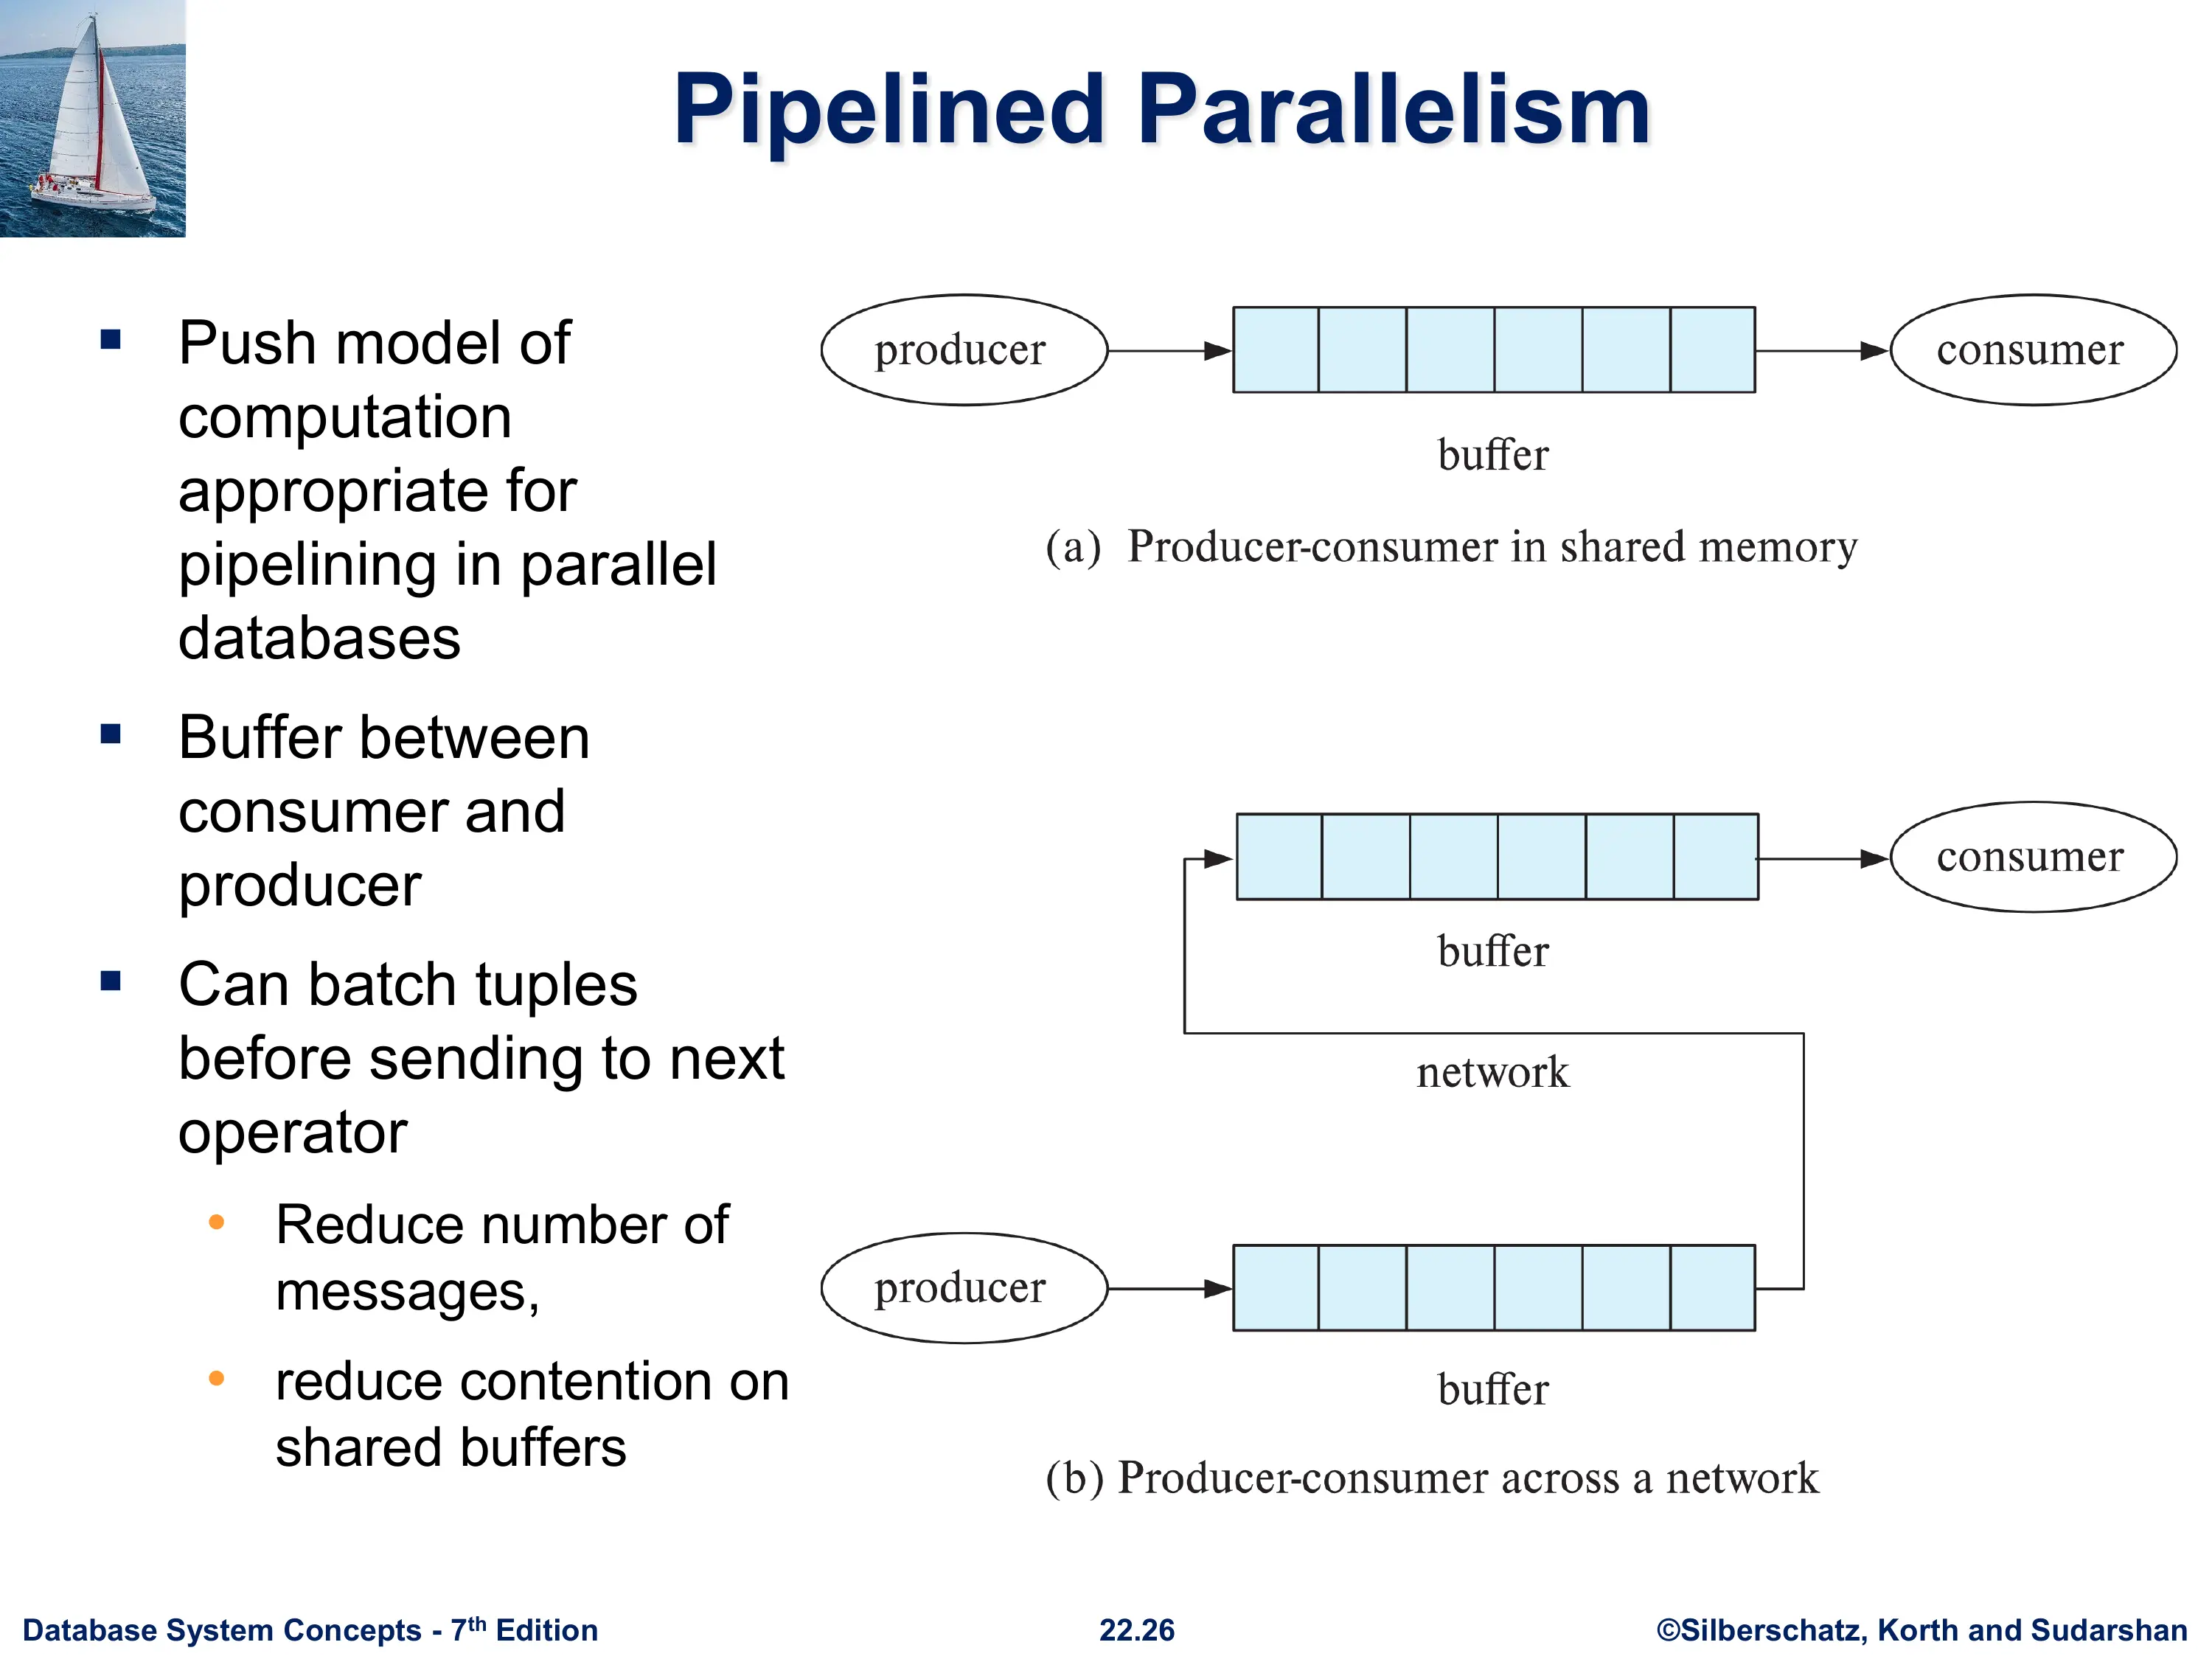 Pipelined Parallelism
▪ Push model of
computation
appropriate for
pipelining in parallel
databases
▪ Buffer between
consumer and
producer
▪ Can batch tuples
before sending to next
operator
• Reduce number of
messages,
• reduce contention on
shared buffers
producer
consumer
buffer
(a) Producer-consumer in shared memory
consumer
buffer
network
producer
buffer
(b) Producer-consumer across a network
Database System Concepts - 7th Edition
22.26
©Silberschatz, Korth and Sudarshan